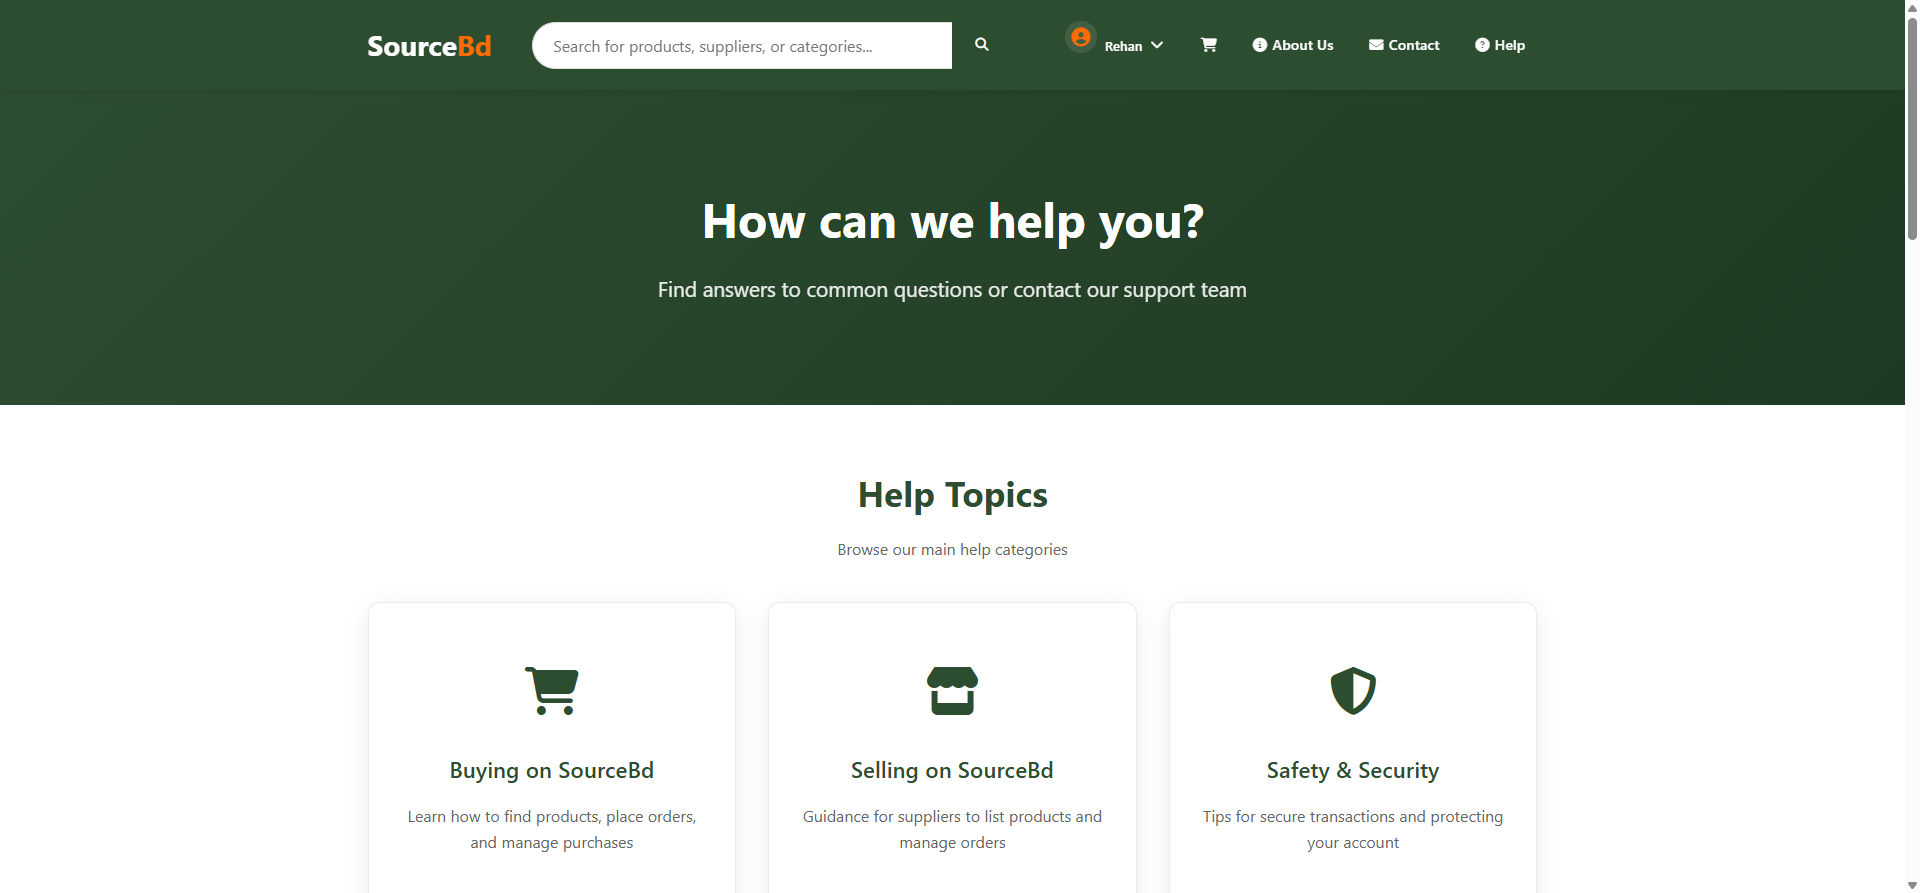 SourceBd
Search for products, suppliers, or categories...
Rehan
About Us
Contact
Help
How can we help you?
Find answers to common questions or contact our support team
Help Topics
Browse our main help categories
Buying on SourceBd
Learn how to find products, place orders,
and manage purchases
Selling on SourceBd
Guidance for suppliers to list products and
manage orders
Safety & Security
Tips for secure transactions and protecting
your account